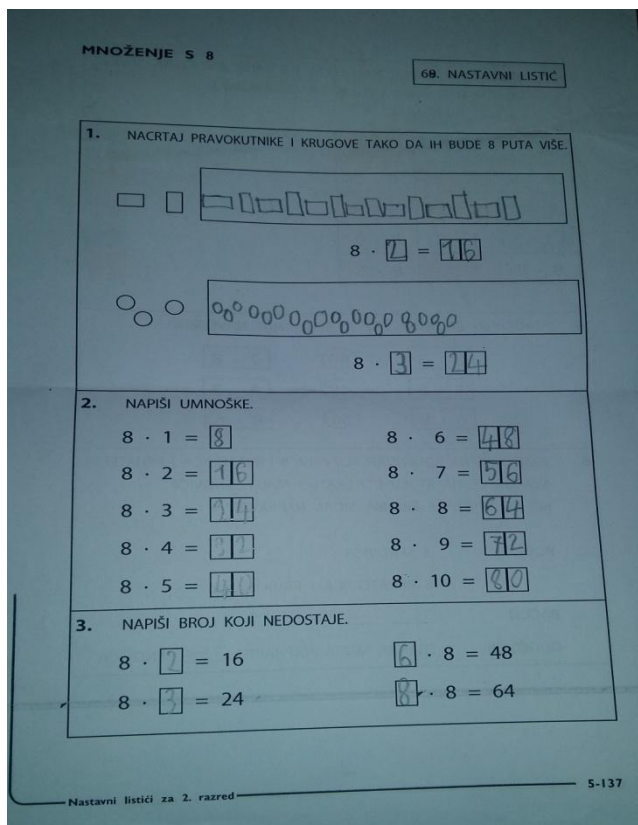 MNOŽENJE S 8
68. NASTAVNI LISTIĆ
1. NACRTAJ PRAVOKUTNIKE I KRUGOVE TAKO DA IH BUDE 8 PUTA VIŠE.
8 · 2 = 16
8 · 3 = 24
2. NAPIŠI UMNOŠKE.
8 · 1 = 8
8 · 2 = 16
8 · 3 = 24
8 · 4 = 32
8 · 5 = 40
8 · 6 = 48
8 · 7 = 56
8 · 8 = 64
8 · 9 = 72
8 · 10 = 80
3. NAPIŠI BROJ KOJI NEDOSTAJE.
8 · 2 = 16
8 · 3 = 24
6 · 8 = 48
8 · 8 = 64
Nastavni listići za 2. razred
5-137